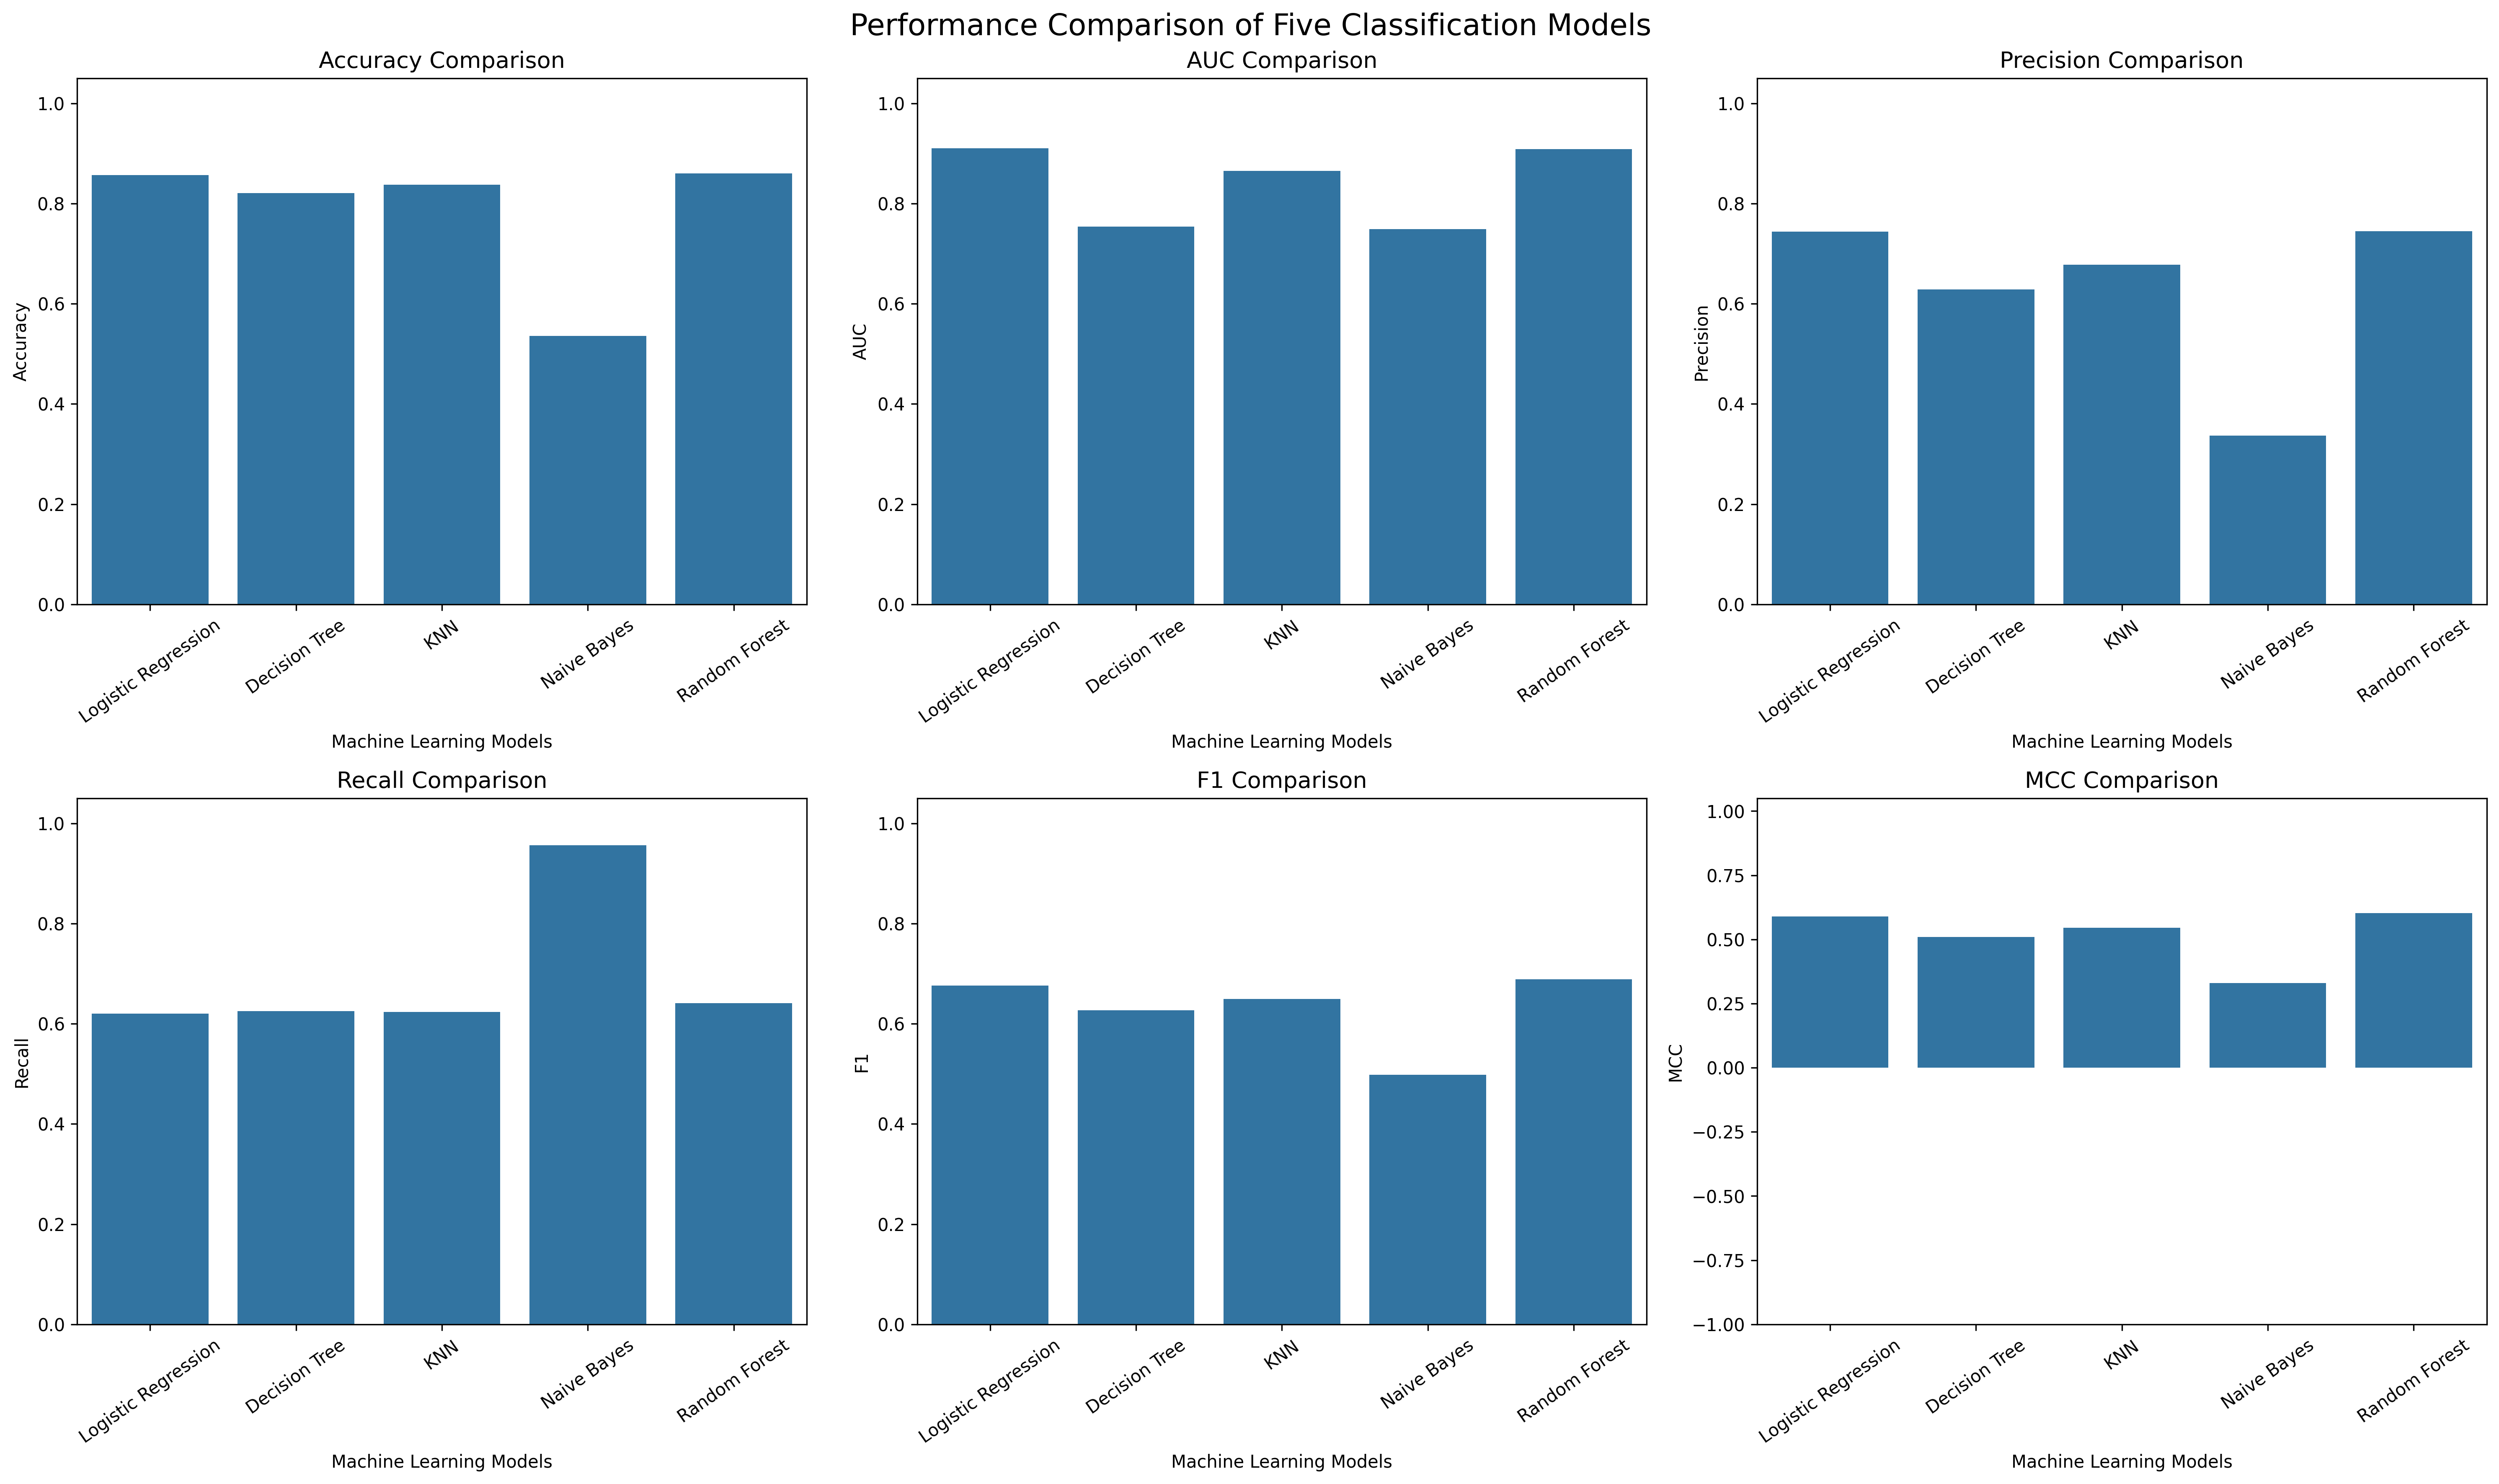 Performance Comparison of Five Classification Models
Accuracy Comparison
1.0
0.8
0.6
0.4
0.2
0.0
Accuracy
Logistic Regression
Decision Tree
KNN
Naive Bayes
Random Forest
Machine Learning Models
AUC Comparison
1.0
0.8
0.6
0.4
0.2
0.0
AUC
Logistic Regression
Decision Tree
KNN
Naive Bayes
Random Forest
Machine Learning Models
Precision Comparison
1.0
0.8
0.6
0.4
0.2
0.0
Precision
Logistic Regression
Decision Tree
KNN
Naive Bayes
Random Forest
Machine Learning Models
Recall Comparison
1.0
0.8
0.6
0.4
0.2
0.0
Recall
Logistic Regression
Decision Tree
KNN
Naive Bayes
Random Forest
Machine Learning Models
F1 Comparison
1.0
0.8
0.6
0.4
0.2
0.0
F1
Logistic Regression
Decision Tree
KNN
Naive Bayes
Random Forest
Machine Learning Models
MCC Comparison
1.00
0.75
0.50
0.25
0.00
−0.25
−0.50
−0.75
−1.00
MCC
Logistic Regression
Decision Tree
KNN
Naive Bayes
Random Forest
Machine Learning Models